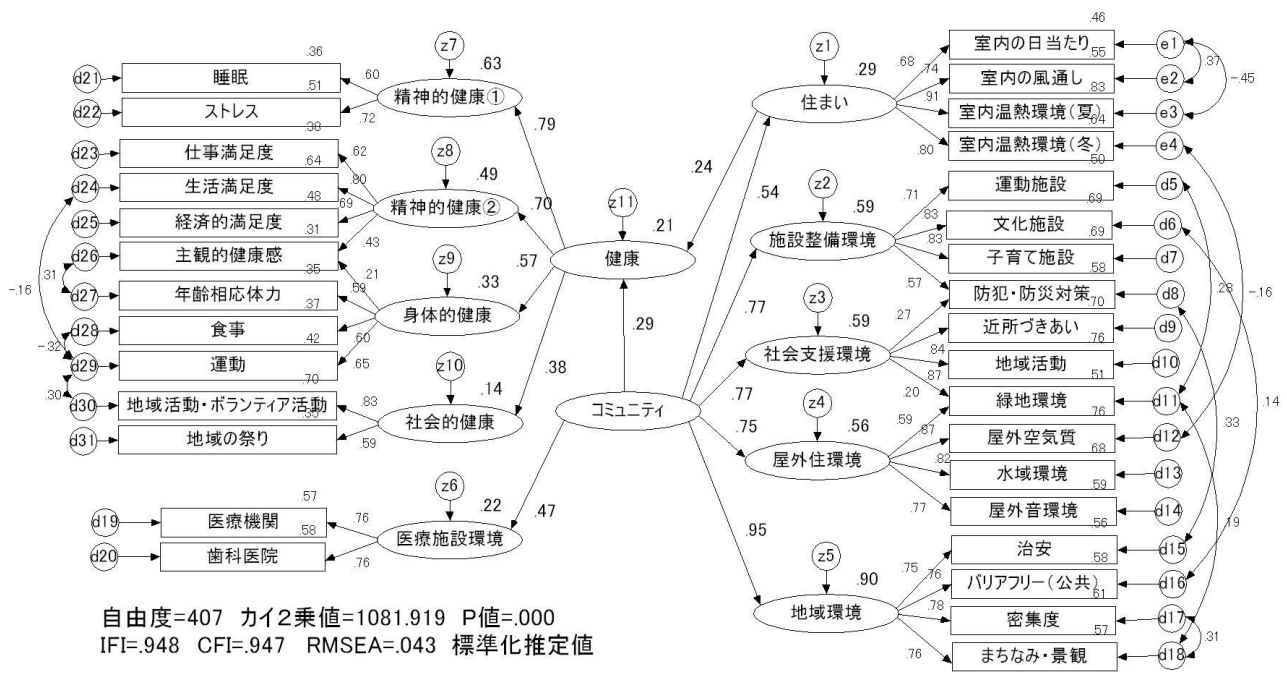 z7
.63
精神的健康①
.36
d21
睡眠
.60
.51
d22
ストレス
.72
.38
.79
d23
仕事満足度
.62
z8
.49
精神的健康②
.64
d24
生活満足度
.80
.48
d25
経済的満足度
.69
.31
.70
d26
主観的健康感
.43
.35
.21
z9
.33
身体的健康
.57
d27
年齢相応体力
.59
.37
d28
食事
.60
.42
d29
運動
.65
.70
z10
.14
社会的健康
.38
d30
地域活動・ボランティア活動
.83
.35
d31
地域の祭り
.59
-.16
.31
-.32
.30
z6
.22
医療施設環境
.47
.57
d19
医療機関
.76
.58
d20
歯科医院
.76
z11
.21
健康
.24
.29
コミュニティ
z1
.29
住まい
.54
.46
室内の日当たり
e1
.68
.55
室内の風通し
e2
.74
.83
室内温熱環境(夏)
e3
.91
.64
室内温熱環境(冬)
e4
.80
.37
-.45
z2
.59
施設整備環境
.77
.50
運動施設
d5
.71
.69
文化施設
d6
.83
.69
子育て施設
d7
.83
.58
防犯・防災対策
d8
.57
.27
z3
.59
社会支援環境
.77
.70
近所づきあい
d9
.84
.76
地域活動
d10
.87
.51
緑地環境
d11
.20
.59
z4
.56
屋外住環境
.75
.76
屋外空気質
d12
.87
.68
水域環境
d13
.82
.59
屋外音環境
d14
.77
z5
.90
地域環境
.95
.56
治安
d15
.75
.58
バリアフリー(公共)
d16
.76
.61
密集度
d17
.78
.57
まちなみ・景観
d18
.76
.28
-.16
.14
.33
.19
.31
自由度=407 カイ2乗値=1081.919 P値=.000
IFI=.948 CFI=.947 RMSEA=.043 標準化推定値